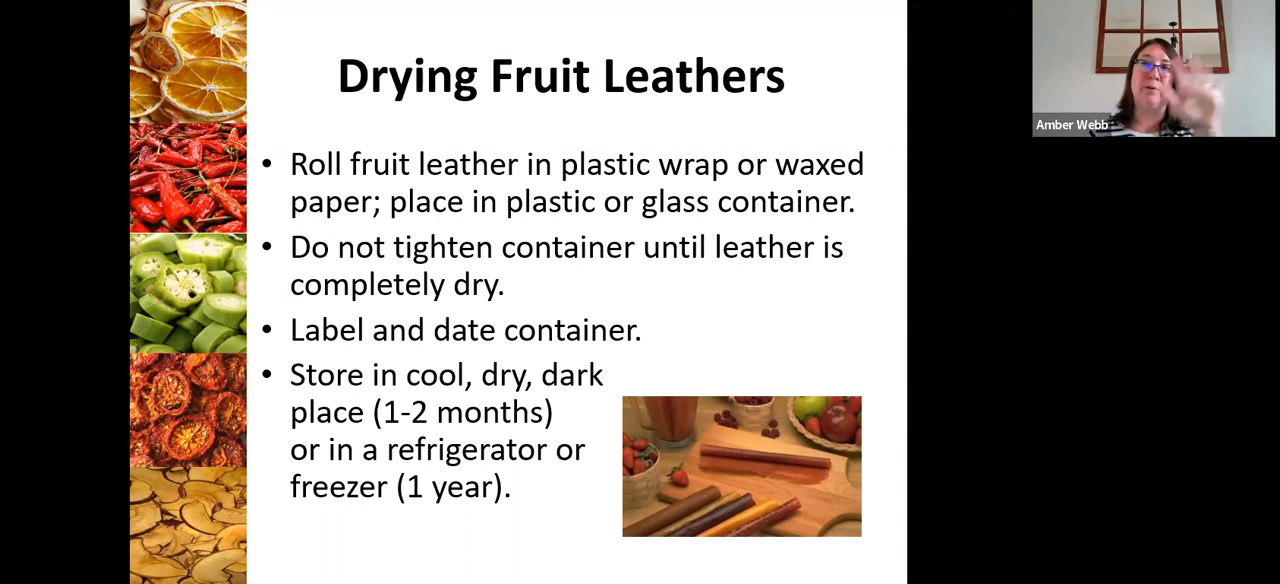 Drying Fruit Leathers
• Roll fruit leather in plastic wrap or waxed
paper; place in plastic or glass container.
• Do not tighten container until leather is
completely dry.
• Label and date container.
• Store in cool, dry, dark
place (1-2 months)
or in a refrigerator or
freezer (1 year).
Amber Webb